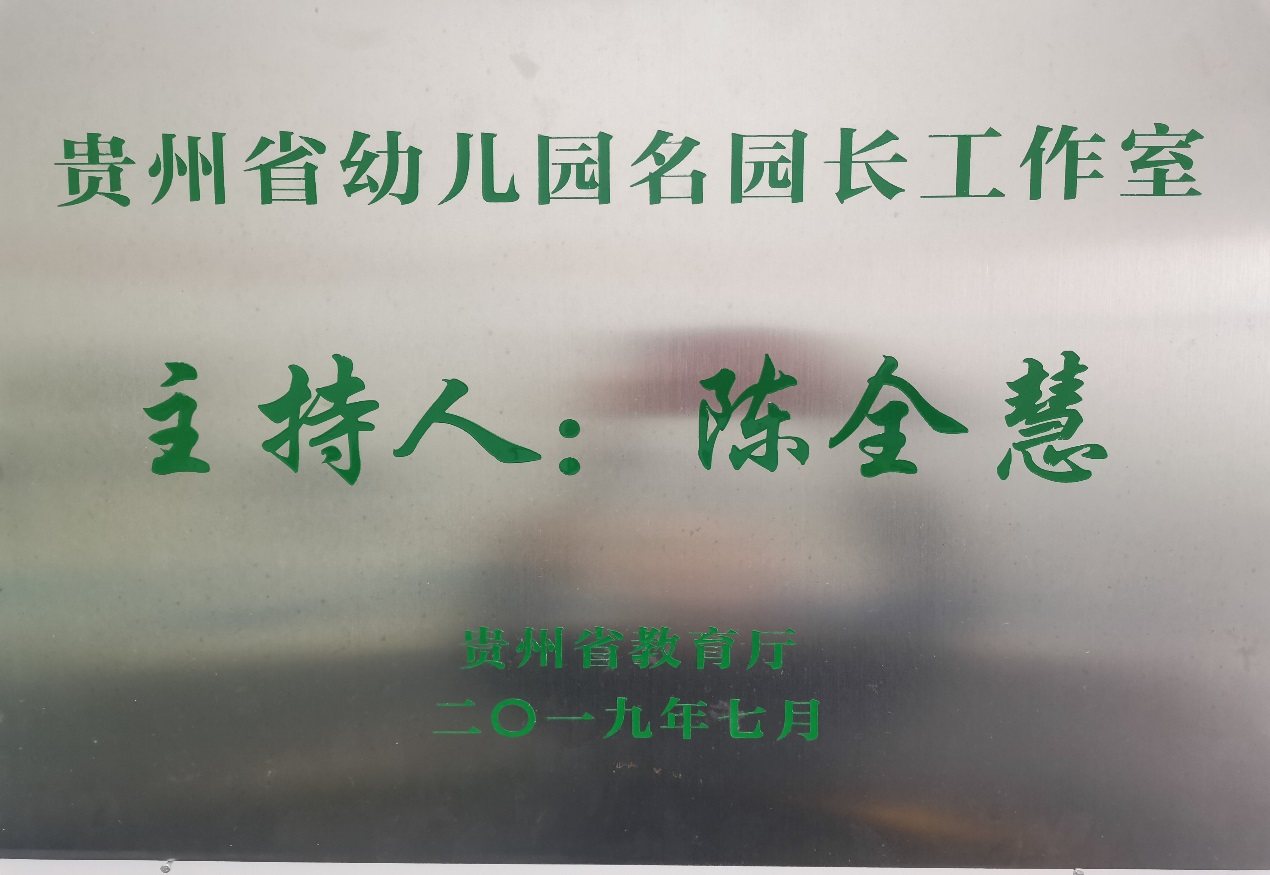 贵州省幼儿园名园长工作室
主持人：陈全慧
贵州省教育厅
二〇一九年七月